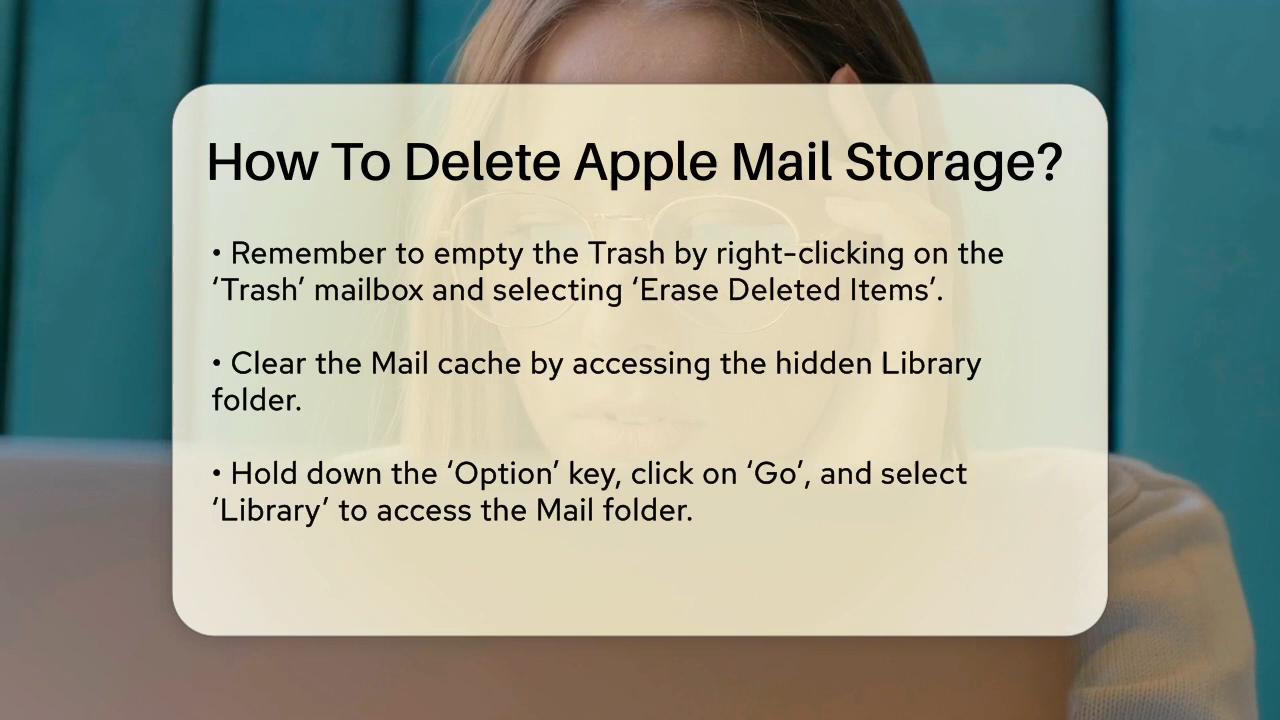 How To Delete Apple Mail Storage?
• Remember to empty the Trash by right-clicking on the
‘Trash’ mailbox and selecting ‘Erase Deleted Items’.
• Clear the Mail cache by accessing the hidden Library
folder.
• Hold down the ‘Option’ key, click on ‘Go’, and select
‘Library’ to access the Mail folder.